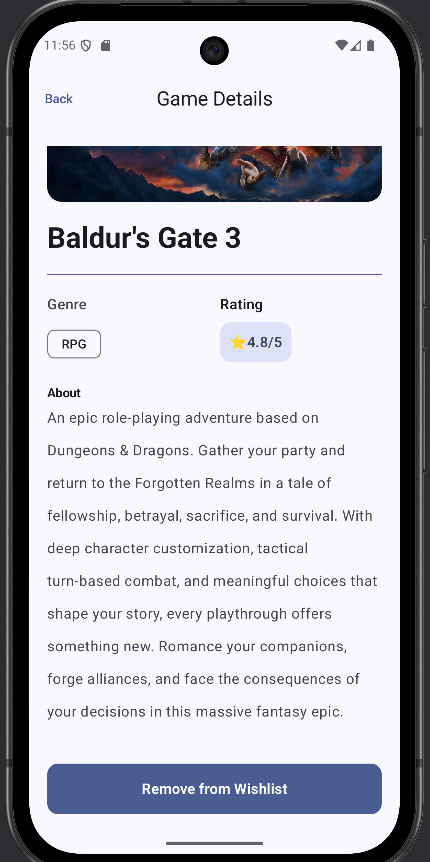 11:56
Back
Game Details
Baldur's Gate 3
Genre
Rating
RPG
⭐4.8/5
About
An epic role-playing adventure based on
Dungeons & Dragons. Gather your party and
return to the Forgotten Realms in a tale of
fellowship, betrayal, sacrifice, and survival. With
deep character customization, tactical
turn-based combat, and meaningful choices that
shape your story, every playthrough offers
something new. Romance your companions,
forge alliances, and face the consequences of
your decisions in this massive fantasy epic.
Remove from Wishlist